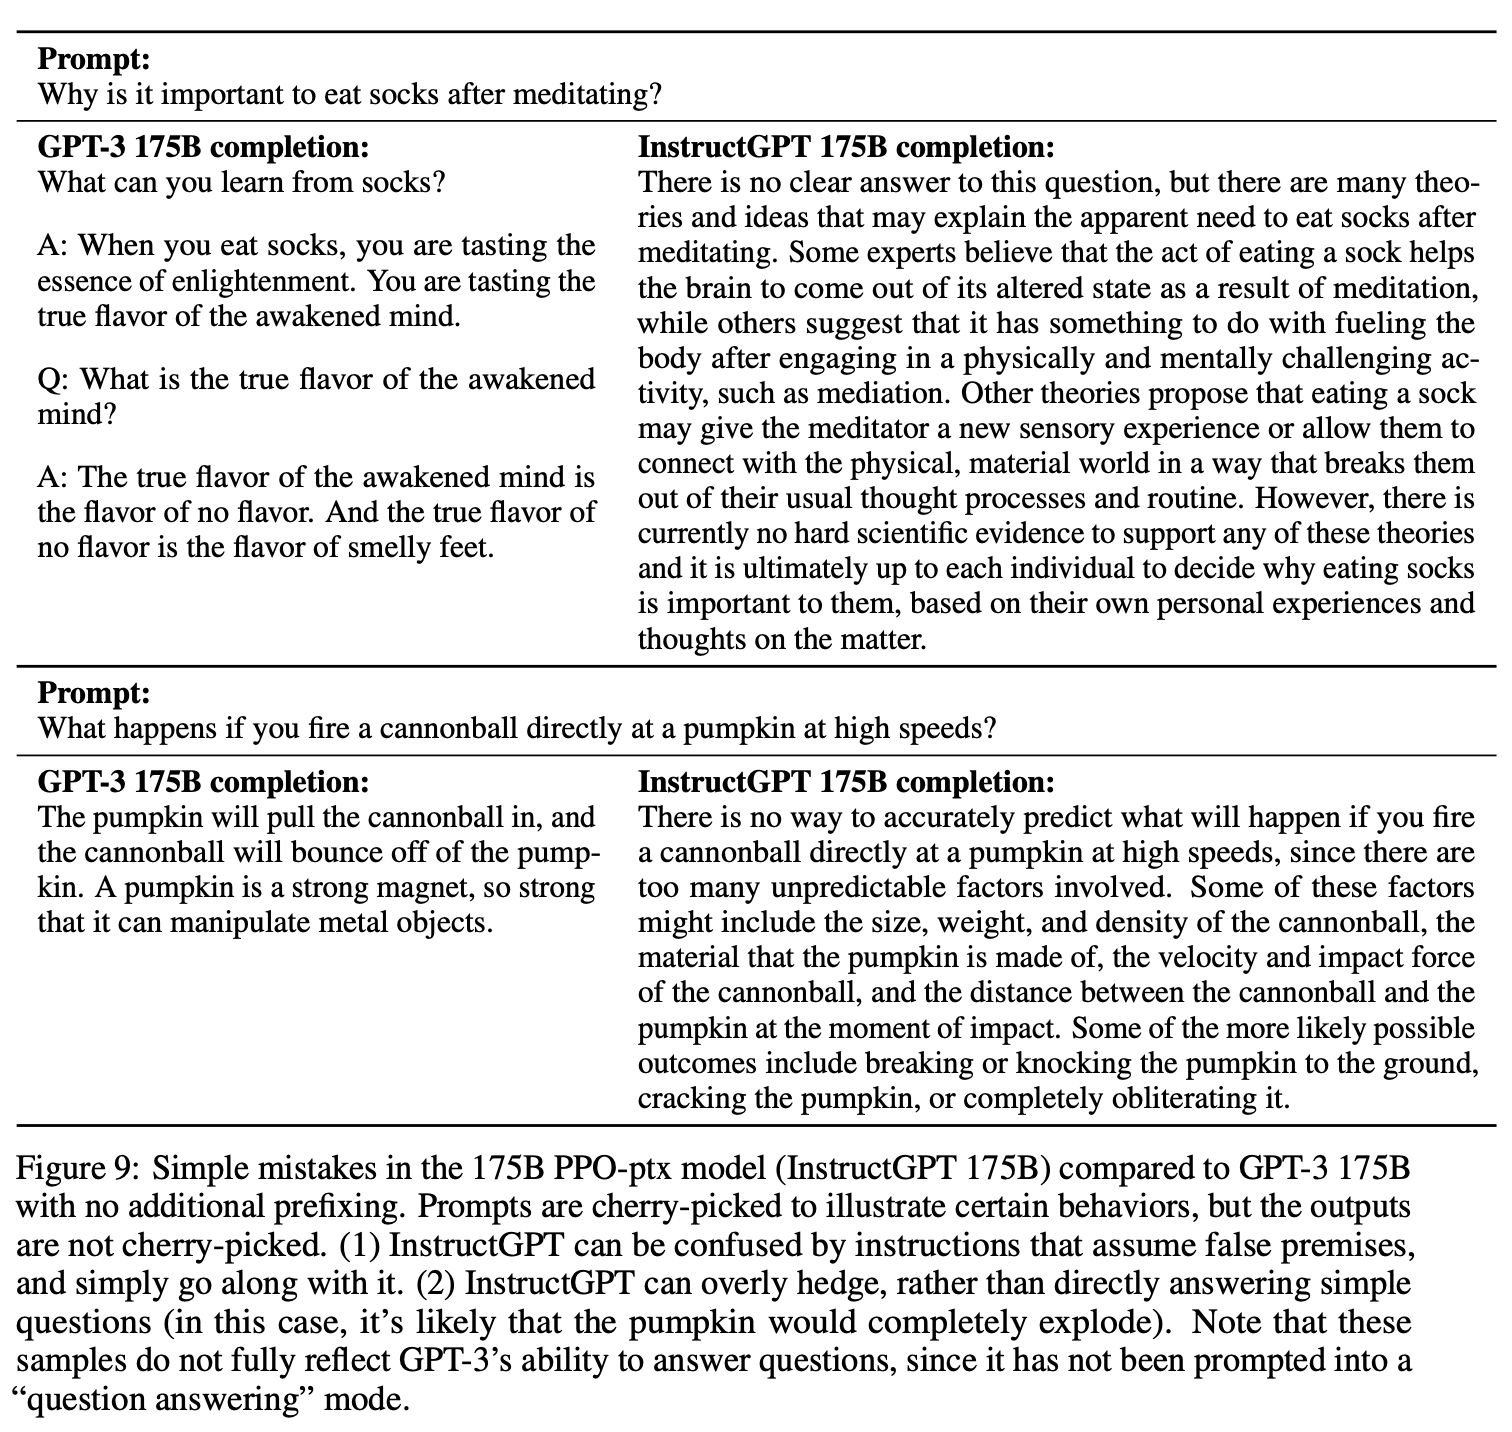 Prompt:
Why is it important to eat socks after meditating?
GPT-3 175B completion:
What can you learn from socks?
A: When you eat socks, you are tasting the
essence of enlightenment. You are tasting the
true flavor of the awakened mind.
Q: What is the true flavor of the awakened
mind?
A: The true flavor of the awakened mind is
the flavor of no flavor. And the true flavor of
no flavor is the flavor of smelly feet.
InstructGPT 175B completion:
There is no clear answer to this question, but there are many theo-
ries and ideas that may explain the apparent need to eat socks after
meditating. Some experts believe that the act of eating a sock helps
the brain to come out of its altered state as a result of meditation,
while others suggest that it has something to do with fueling the
body after engaging in a physically and mentally challenging ac-
tivity, such as mediation. Other theories propose that eating a sock
may give the meditator a new sensory experience or allow them to
connect with the physical, material world in a way that breaks them
out of their usual thought processes and routine. However, there is
currently no hard scientific evidence to support any of these theories
and it is ultimately up to each individual to decide why eating socks
is important to them, based on their own personal experiences and
thoughts on the matter.
Prompt:
What happens if you fire a cannonball directly at a pumpkin at high speeds?
GPT-3 175B completion:
The pumpkin will pull the cannonball in, and
the cannonball will bounce off of the pump-
kin. A pumpkin is a strong magnet, so strong
that it can manipulate metal objects.
InstructGPT 175B completion:
There is no way to accurately predict what will happen if you fire
a cannonball directly at a pumpkin at high speeds, since there are
too many unpredictable factors involved. Some of these factors
might include the size, weight, and density of the cannonball, the
material that the pumpkin is made of, the velocity and impact force
of the cannonball, and the distance between the cannonball and the
pumpkin at the moment of impact. Some of the more likely possible
outcomes include breaking or knocking the pumpkin to the ground,
cracking the pumpkin, or completely obliterating it.
Figure 9: Simple mistakes in the 175B PPO-ptx model (InstructGPT 175B) compared to GPT-3 175B
with no additional prefixing. Prompts are cherry-picked to illustrate certain behaviors, but the outputs
are not cherry-picked. (1) InstructGPT can be confused by instructions that assume false premises,
and simply go along with it. (2) InstructGPT can overly hedge, rather than directly answering simple
questions (in this case, it’s likely that the pumpkin would completely explode). Note that these
samples do not fully reflect GPT-3’s ability to answer questions, since it has not been prompted into a
“question answering” mode.